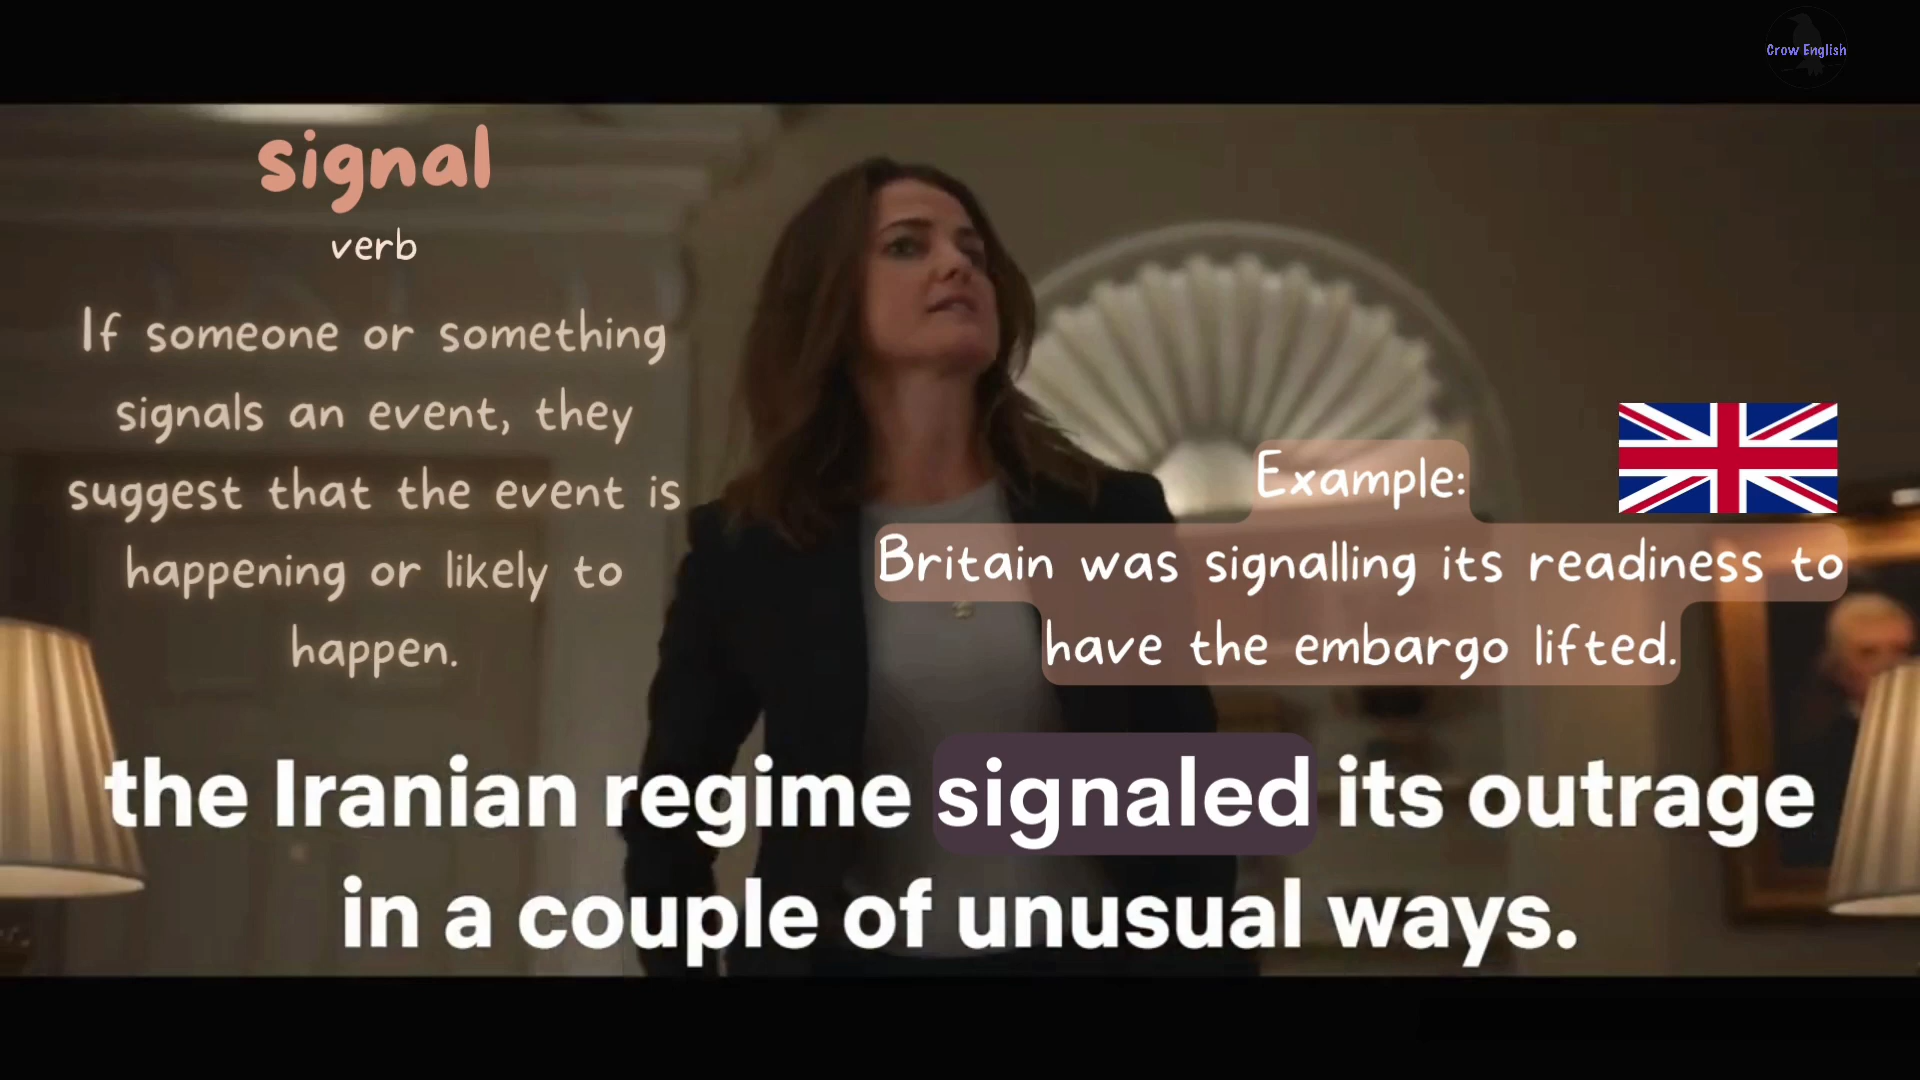 Crow English
signal
verb
If someone or something
signals an event, they
suggest that the event is
happening or likely to
happen.
Example:
Britain was signalling its readiness to
have the embargo lifted.
the Iranian regime signaled its outrage
in a couple of unusual ways.